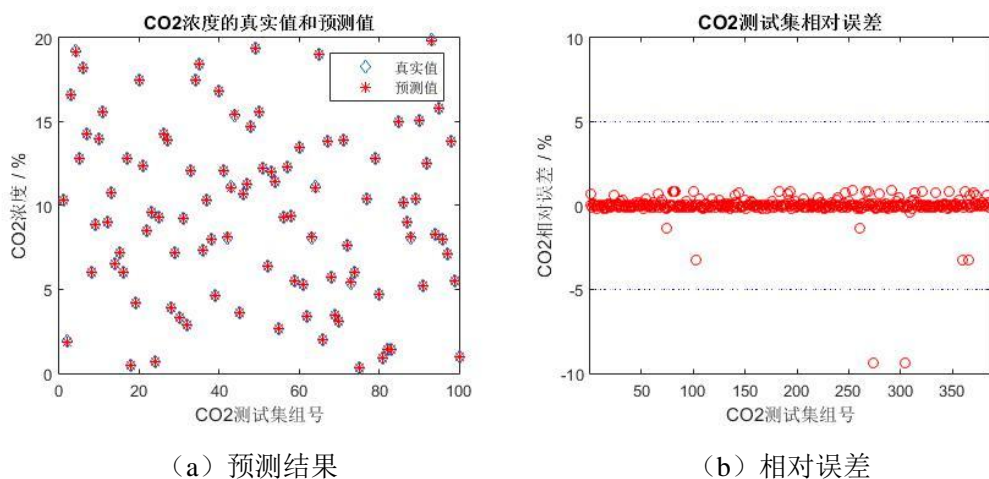 CO2浓度的真实值和预测值
20
15
10
5
0
0
20
40
60
80
100
CO2浓度 / %
CO2测试集组号
真实值
预测值
(a)预测结果
CO2测试集相对误差
10
5
0
-5
-10
50
100
150
200
250
300
350
CO2相对误差 / %
CO2测试集组号
(b)相对误差